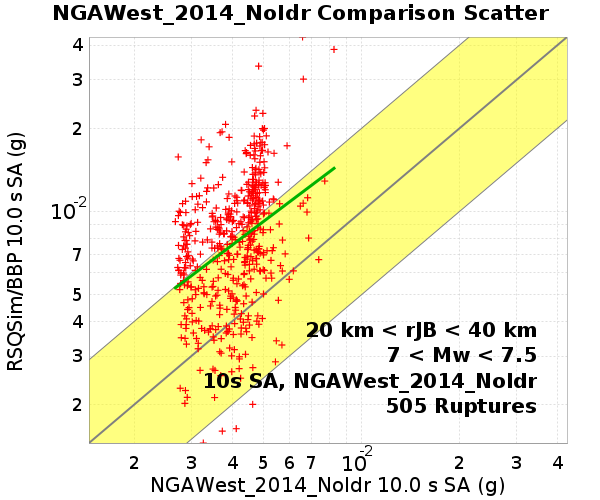 NGAWest_2014_NoIdr Comparison Scatter
4
3
2
10-2
7
5
4
3
2
RSQSim/BBP 10.0 s SA (g)
20 km < rJB < 40 km
7 < Mw < 7.5
10s SA, NGAWest_2014_NoIdr
505 Ruptures
2 3 4 5 6 7 10-2 2 3 4
NGAWest_2014_NoIdr 10.0 s SA (g)